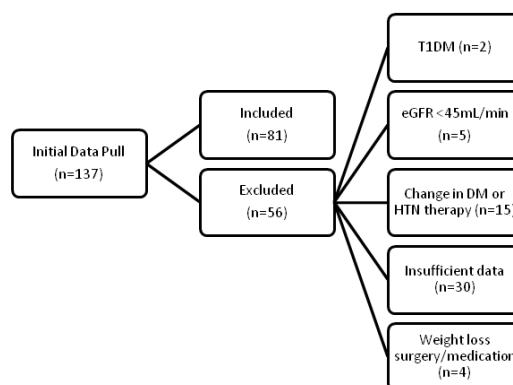 Initial Data Pull
(n=137)
Included
(n=81)
Excluded
(n=56)
T1DM (n=2)
eGFR <45mL/min
(n=5)
Change in DM or
HTN therapy (n=15)
Insufficient data
(n=30)
Weight loss
surgery/medication
(n=4)